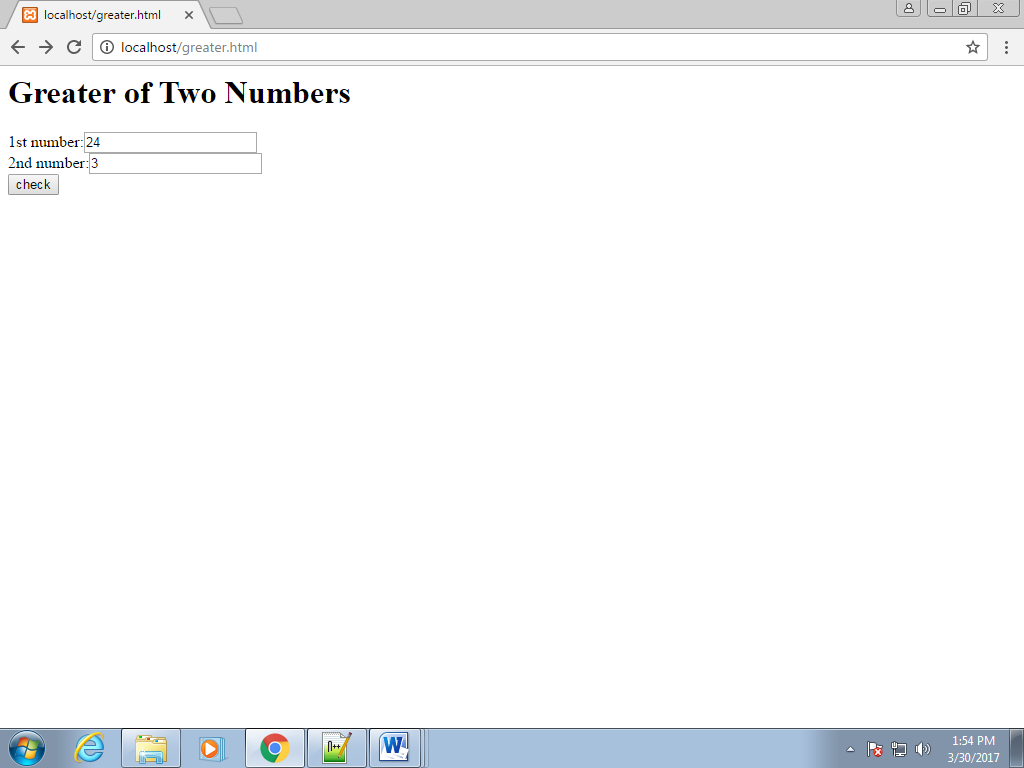 localhost/greater.html
localhost/greater.html
Greater of Two Numbers
1st number:24
2nd number:3
check
1:54 PM
3/30/2017